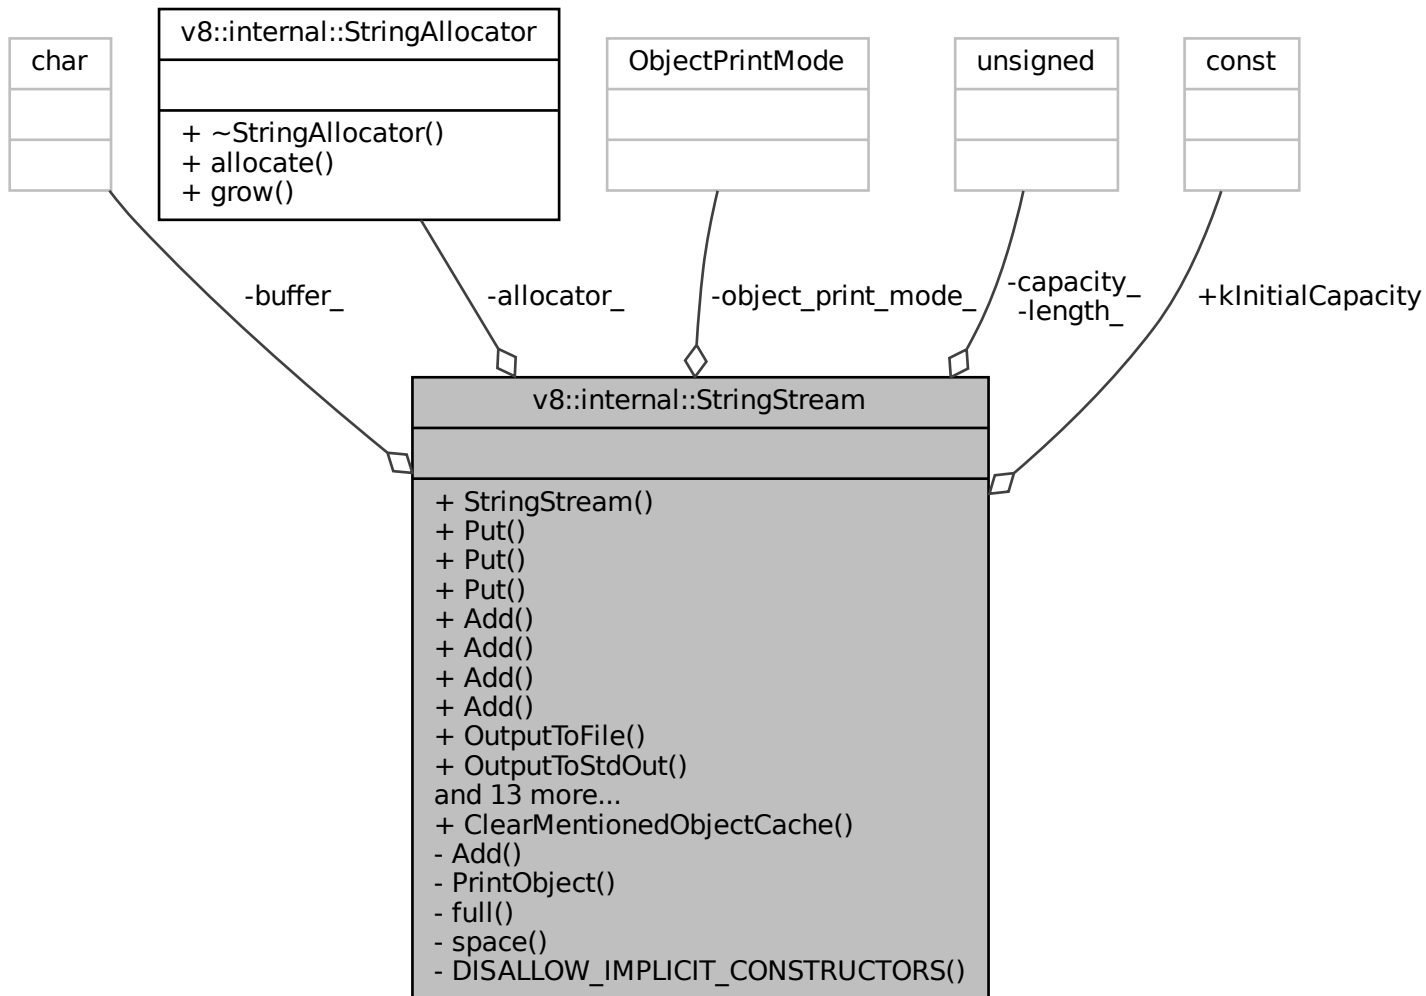 char
v8::internal::StringAllocator
+ ~StringAllocator()
+ allocate()
+ grow()
ObjectPrintMode
unsigned
const
-buffer_
-allocator_
-object_print_mode_
-capacity_
-length_
+kInitialCapacity
v8::internal::StringStream
+ StringStream()
+ Put()
+ Put()
+ Put()
+ Add()
+ Add()
+ Add()
+ Add()
+ OutputToFile()
+ OutputToStdOut()
and 13 more...
+ ClearMentionedObjectCache()
- Add()
- PrintObject()
- full()
- space()
- DISALLOW_IMPLICIT_CONSTRUCTORS()